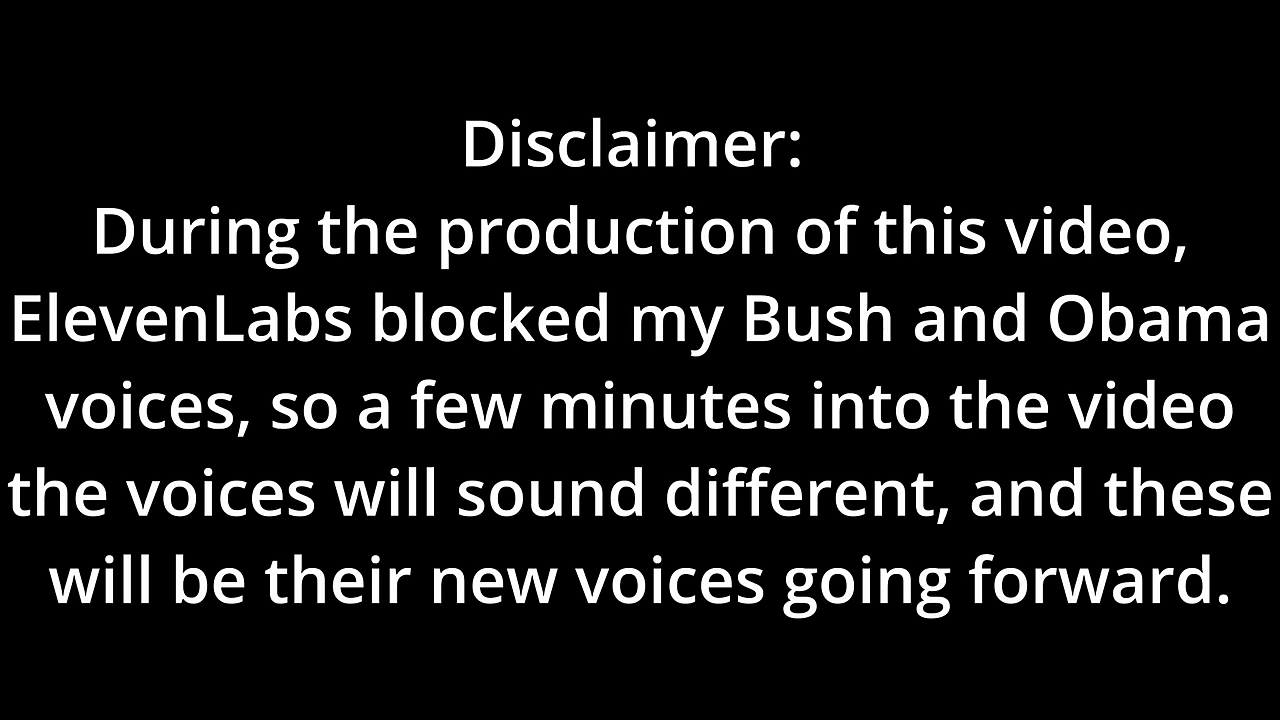 Disclaimer:
During the production of this video,
ElevenLabs blocked my Bush and Obama
voices, so a few minutes into the video
the voices will sound different, and these
will be their new voices going forward.